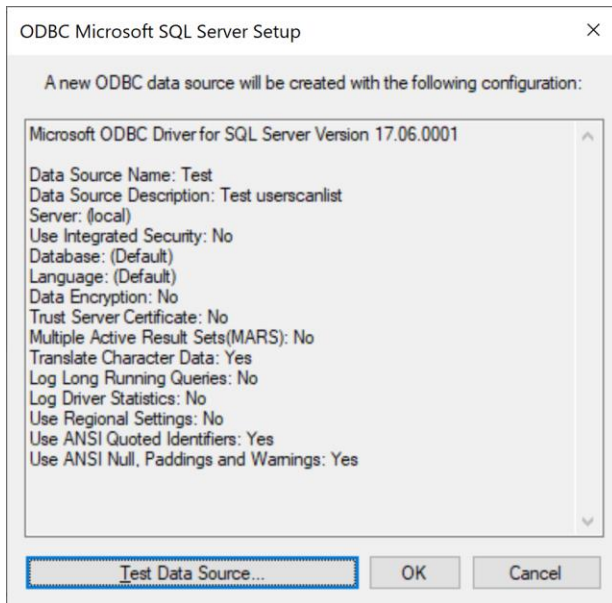 ODBC Microsoft SQL Server Setup
A new ODBC data source will be created with the following configuration:
Microsoft ODBC Driver for SQL Server Version 17.06.0001
Data Source Name: Test
Data Source Description: Test userscanlist
Server: (local)
Use Integrated Security: No
Database: (Default)
Language: (Default)
Data Encryption: No
Trust Server Certificate: No
Multiple Active Result Sets(MARS): No
Translate Character Data: Yes
Log Long Running Queries: No
Log Driver Statistics: No
Use Regional Settings: No
Use ANSI Quoted Identifiers: Yes
Use ANSI Null, Paddings and Warnings: Yes
Test Data Source... OK Cancel